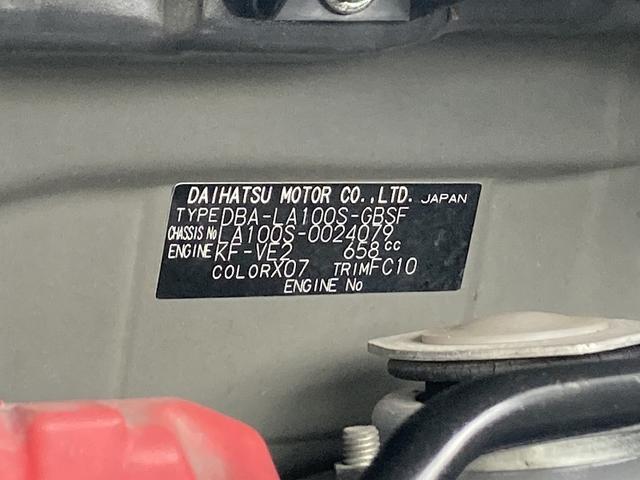 DAIHATSU MOTOR CO.,LTD. JAPAN
TYPE DBA-LA100S-GBSF
CHASSIS No LA100S-0024079
ENGINE KF-VE2 658cc
COLOR X07 TRIM FC10
ENGINE No